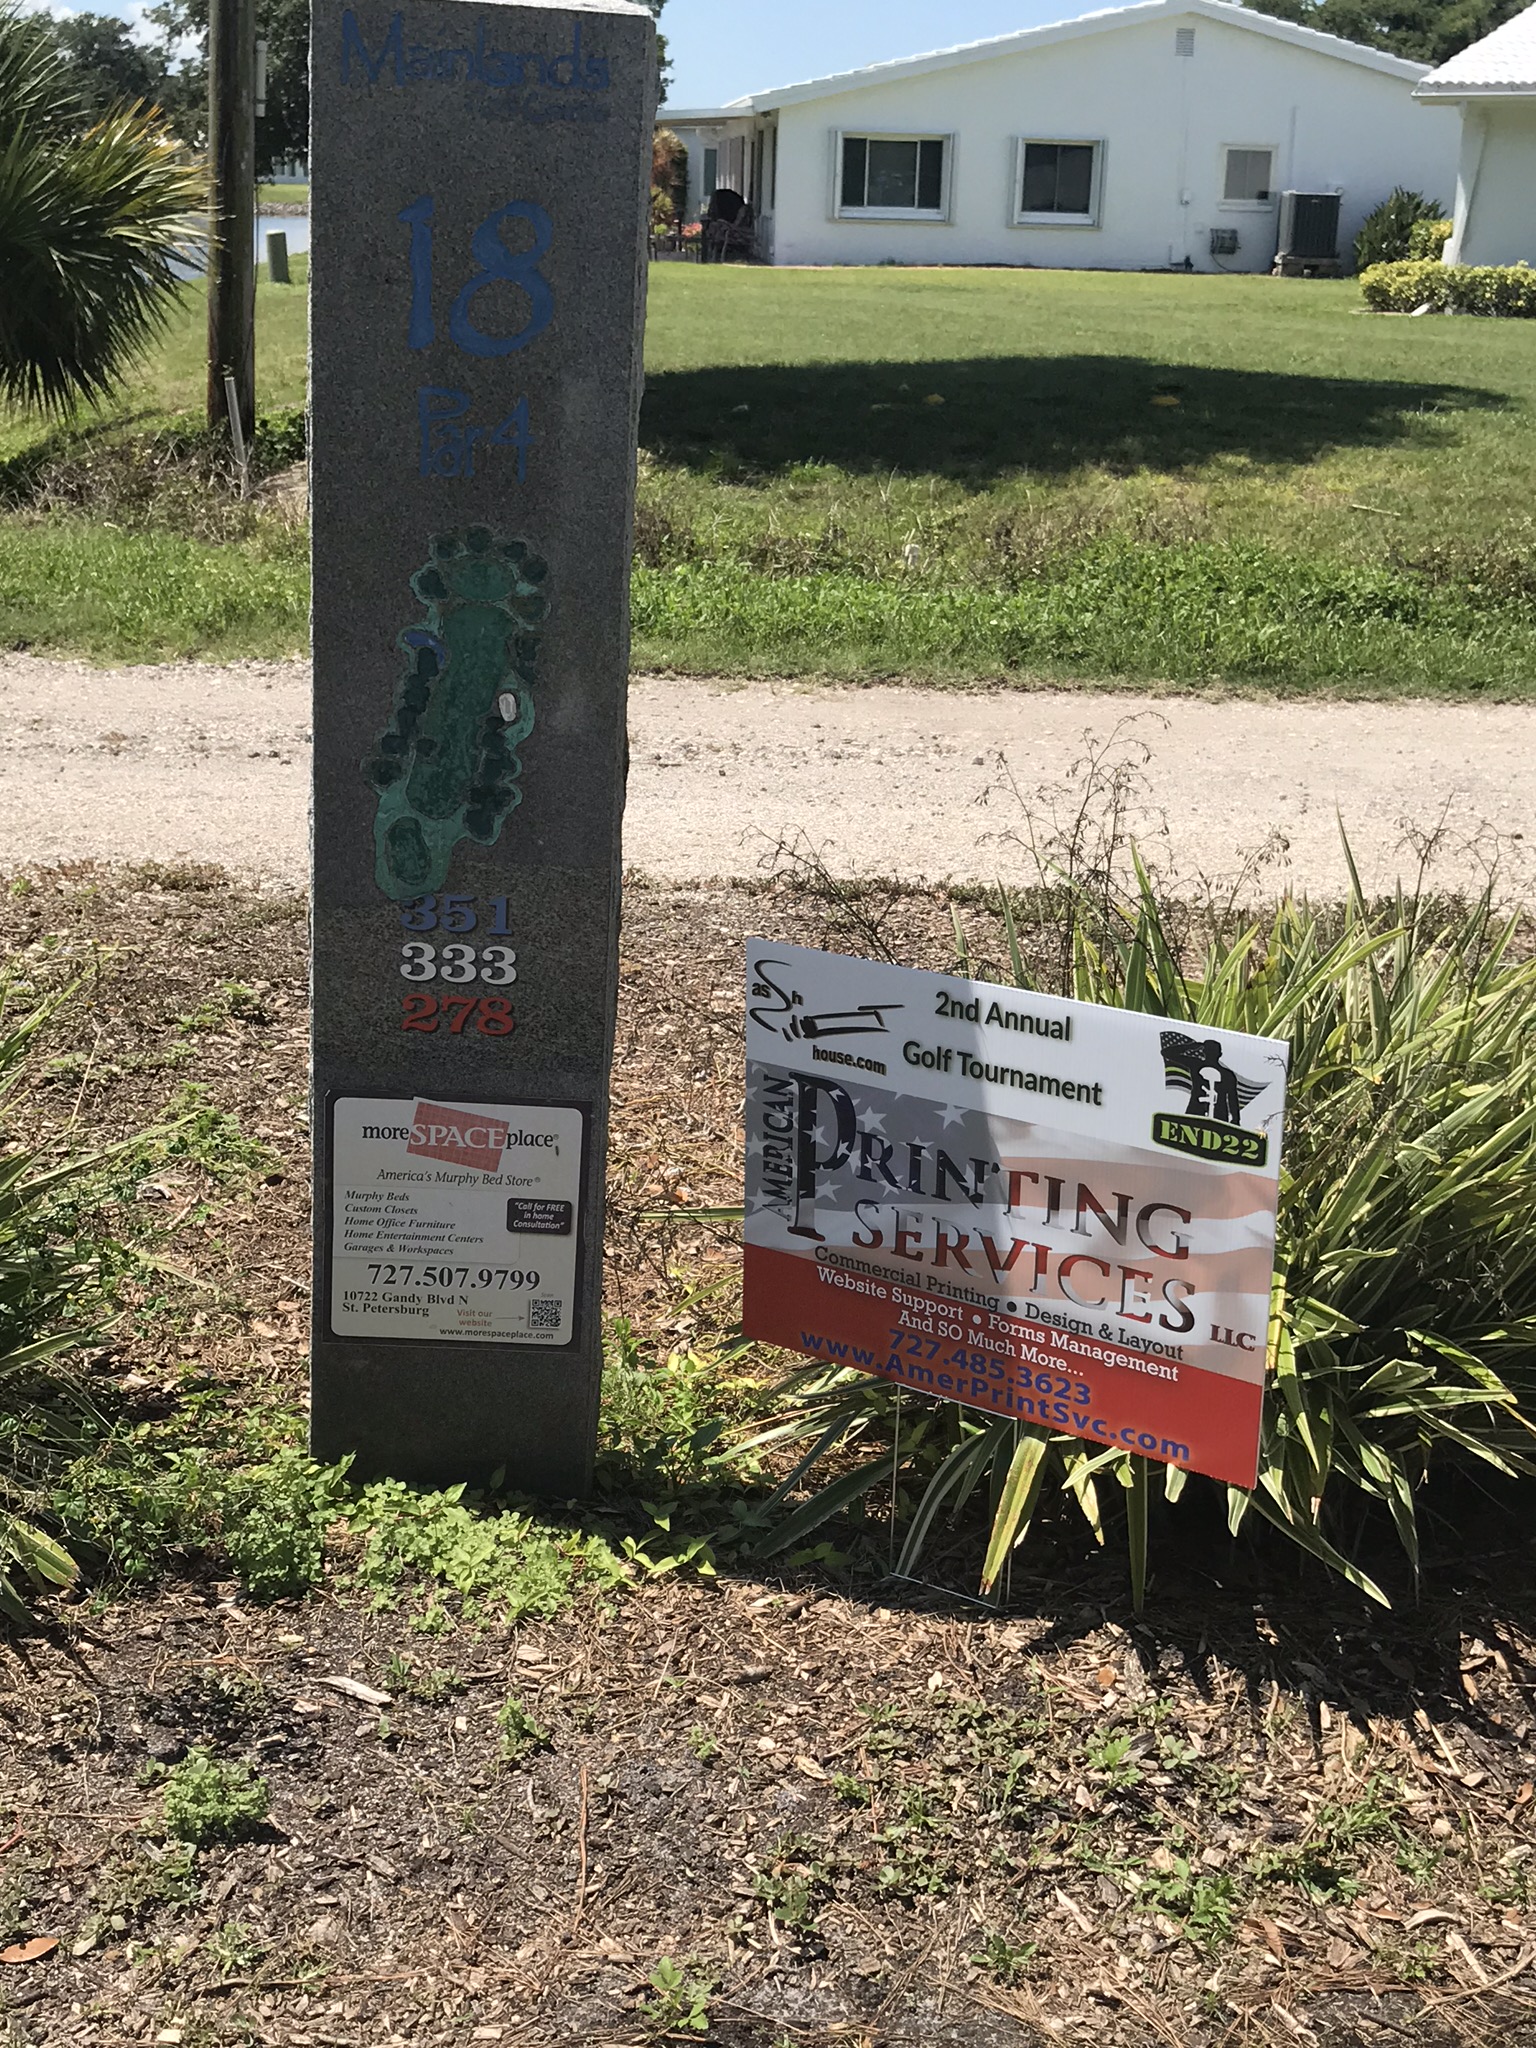 Mainlands
18
Par 4
351
333
278
moreSPACEplace®
America's Murphy Bed Store®
Murphy Beds
Custom Closets
Home Office Furniture
Home Entertainment Centers
Garages & Workspaces
"Call for FREE
in home
Consultation"
727.507.9799
10722 Gandy Blvd N
St. Petersburg
Visit our
website
www.morespaceplace.com
aSh
house.com
2nd Annual
Golf Tournament
END22
AMERICAN
PRINTING
SERVICES
LLC
Commercial Printing • Design & Layout
Website Support • Forms Management
And SO Much More...
727.485.3623
www.AmerPrintSvc.com